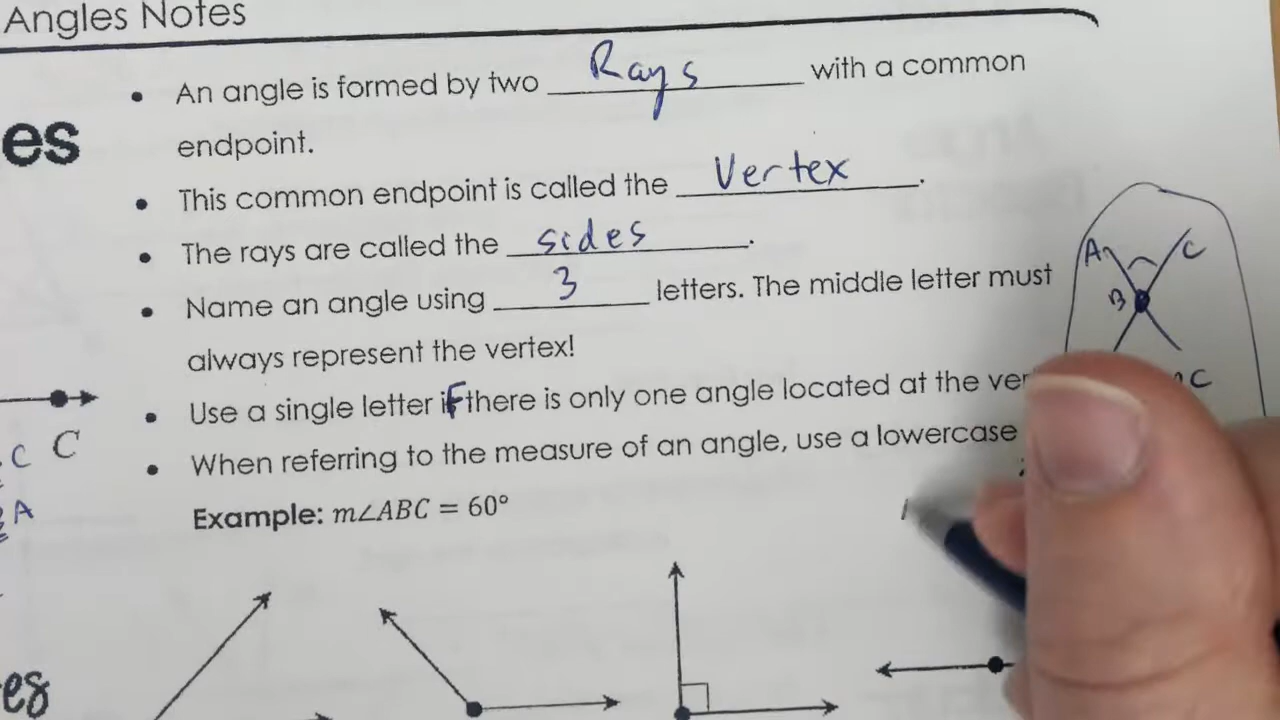 Angles Notes
• An angle is formed by two Rays with a common
endpoint.
es
• This common endpoint is called the Vertex.
• The rays are called the sides.
A C
B
• Name an angle using 3 letters. The middle letter must
always represent the vertex!
C
• Use a single letter iF there is only one angle located at the
C C
• When referring to the measure of an angle, use a lowercase
A
Example: m∠ABC = 60°
es